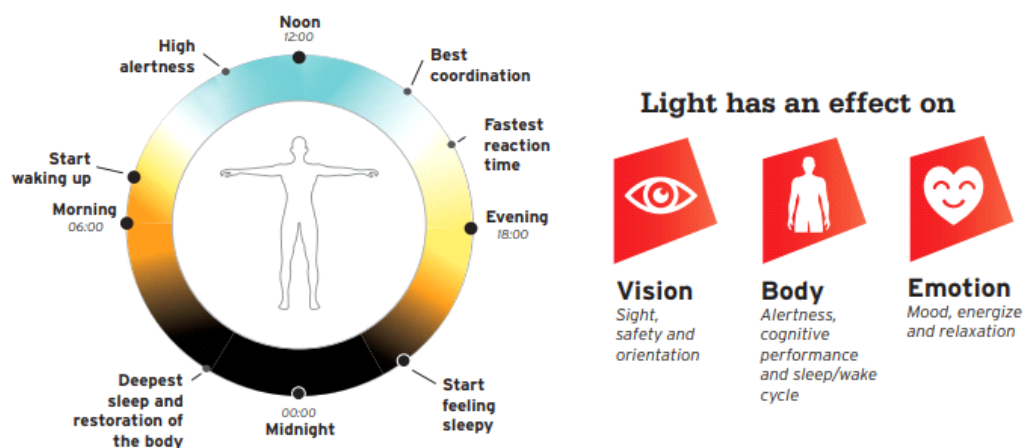 Noon
12:00
High
alertness
Best
coordination
Fastest
reaction
time
Start
waking up
Morning
06:00
Evening
18:00
Deepest
sleep and
restoration of
the body
00:00
Midnight
Start
feeling
sleepy
Light has an effect on
Vision
Sight,
safety and
orientation
Body
Alertness,
cognitive
performance
and sleep/wake
cycle
Emotion
Mood, energize
and relaxation